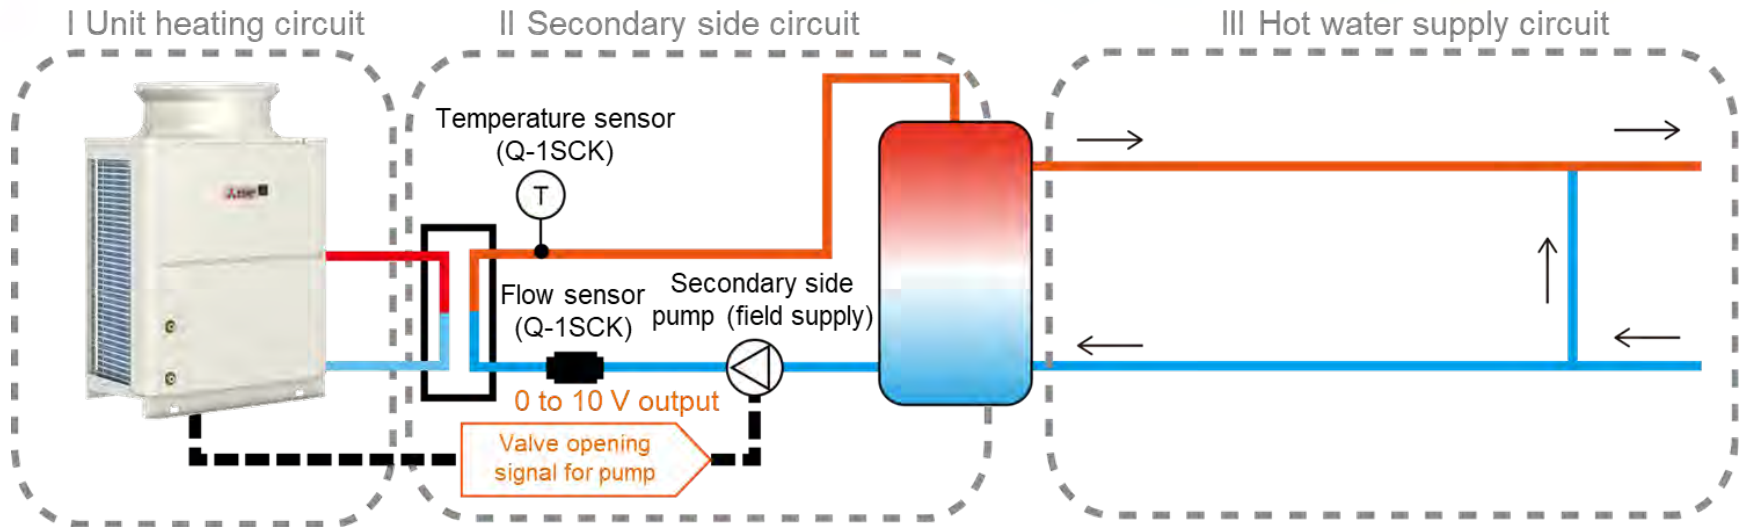 I Unit heating circuit
II Secondary side circuit
III Hot water supply circuit
Temperature sensor
(Q-1SCK)
T
Flow sensor
(Q-1SCK)
Secondary side
pump (field supply)
0 to 10 V output
Valve opening
signal for pump